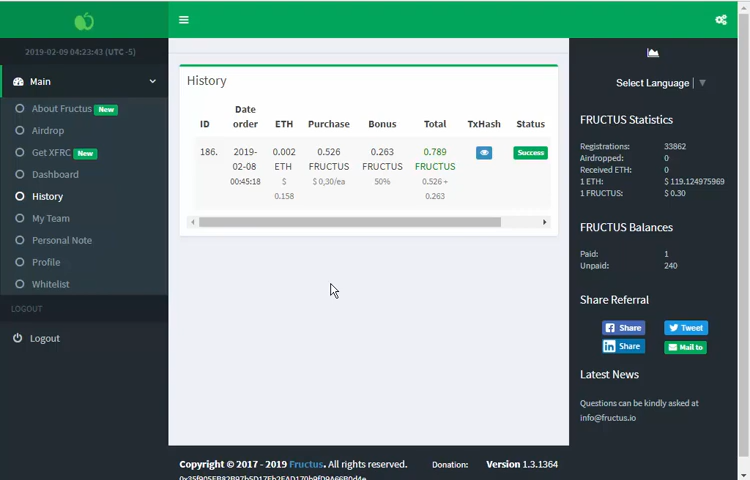 2019-02-09 04:23:43 (UTC -5)
Main
About Fructus New
Airdrop
Get XFRC New
Dashboard
History
My Team
Personal Note
Profile
Whitelist
LOGOUT
Logout
History
ID Date order ETH Purchase Bonus Total TxHash Status
186. 2019-02-08 00:45:18 0.002 ETH $ 0.158 0.526 FRUCTUS $ 0,30/ea 0.263 FRUCTUS 50% 0.789 FRUCTUS 0.526 + 0.263 Success
Select Language
FRUCTUS Statistics
Registrations: 33862
Airdropped: 0
Received ETH: 0
1 ETH: $ 119.124975969
1 FRUCTUS: $ 0.30
FRUCTUS Balances
Paid: 1
Unpaid: 240
Share Referral
Share Tweet
Share Mail to
Latest News
Questions can be kindly asked at
info@fructus.io
Copyright © 2017 - 2019 Fructus. All rights reserved. Donation: Version 1.3.1364